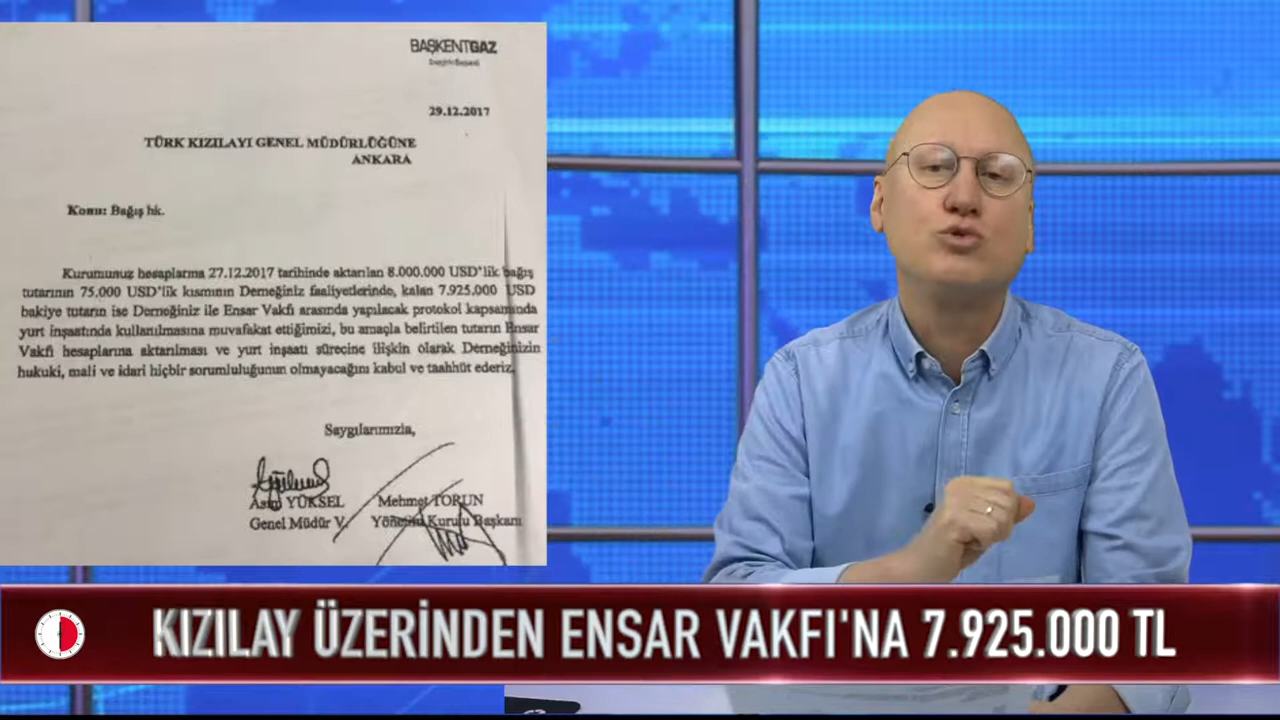 BAŞKENTGAZ
29.12.2017
TÜRK KIZILAYI GENEL MÜDÜRLÜĞÜNE
ANKARA
Konu: Bağış hk.
Kurumunuz hesaplarına 27.12.2017 tarihinde aktarılan 8.000.000 USD'lik bağış
tutarının 75.000 USD'lik kısmının Derneğiniz faaliyetlerinde, kalan 7.925.000 USD
bakiye tutarın ise Derneğiniz ile Ensar Vakfı arasında yapılacak protokol kapsamında
yurt inşaatında kullanılmasına muvafakat ettiğimizi, bu amaçla belirtilen tutarın Ensar
Vakfı hesaplarına aktarılması ve yurt inşaatı sürecine ilişkin olarak Derneğinizin
hukuki, mali ve idari hiçbir sorumluluğunun olmayacağını kabul ve taahhüt ederiz.
Saygılarımızla,
YÜKSEL Mehmet TORUN
Genel Müdür V. Yönetim Kurulu Başkanı
KIZILAY ÜZERİNDEN ENSAR VAKFI'NA 7.925.000 TL